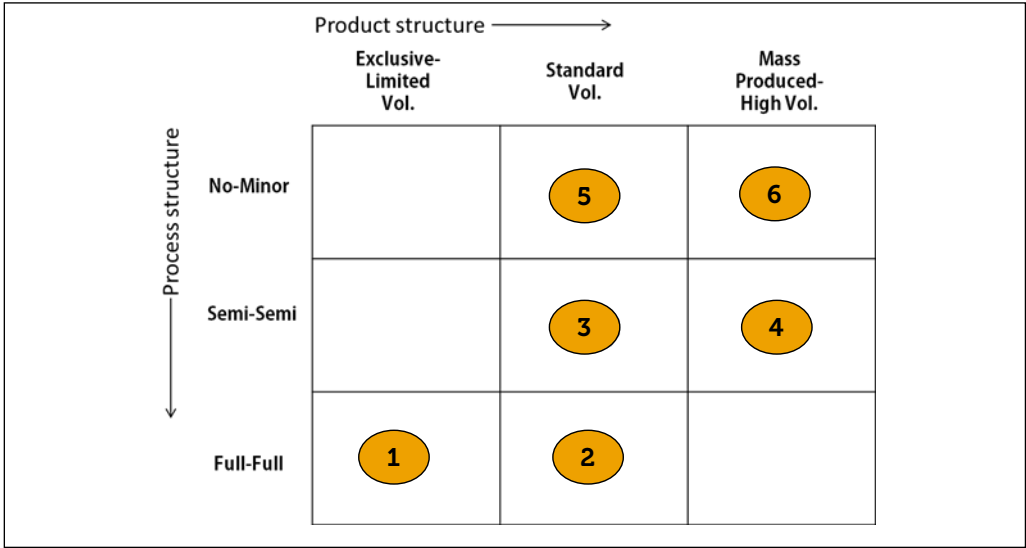 Product structure
Exclusive-
Limited
Vol.
Standard
Vol.
Mass
Produced-
High Vol.
Process structure
No-Minor
5
6
Semi-Semi
3
4
Full-Full
1
2